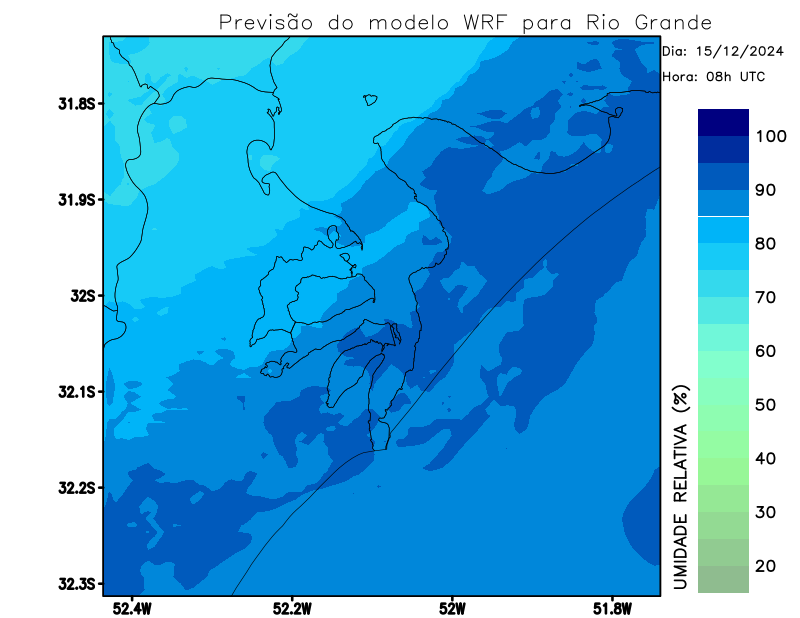 Previsão do modelo WRF para Rio Grande
Dia: 15/12/2024
Hora: 08h UTC
31.8S
31.9S
32S
32.1S
32.2S
32.3S
52.4W
52.2W
52W
51.8W
100
90
80
70
60
50
40
30
20
UMIDADE RELATIVA (%)